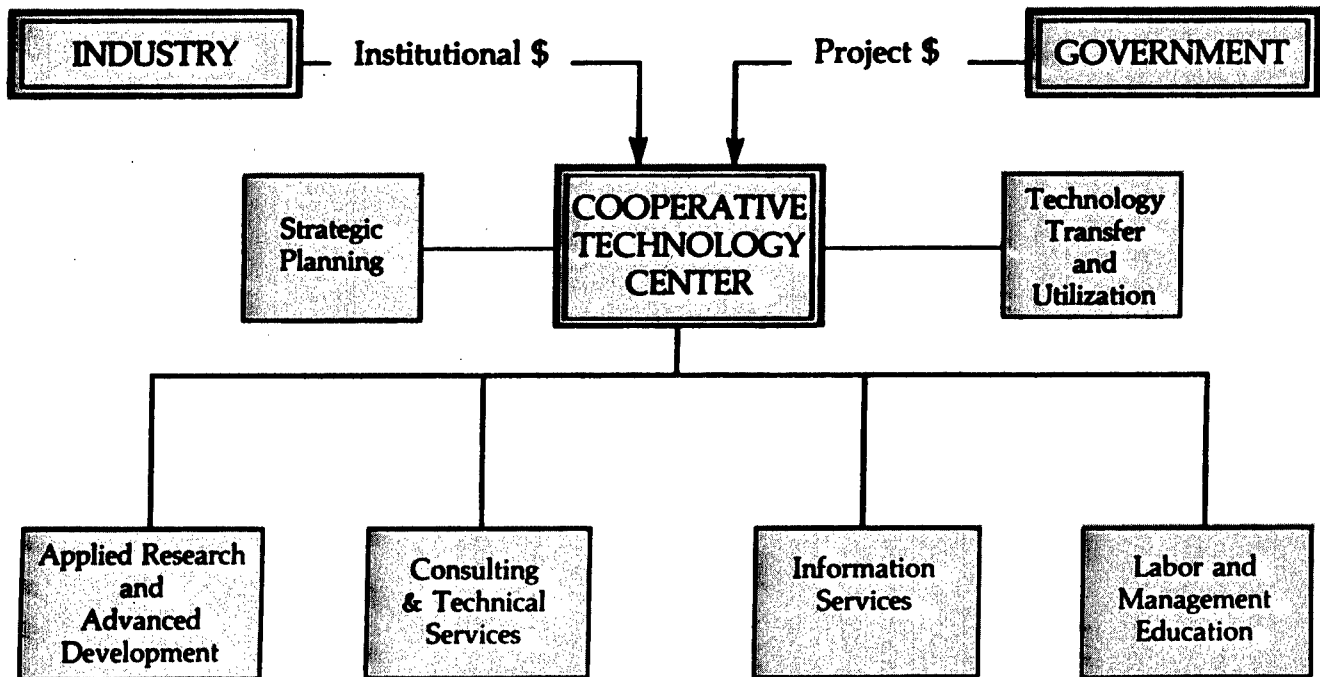 INDUSTRY
Institutional $
Project $
GOVERNMENT
Strategic
Planning
COOPERATIVE
TECHNOLOGY
CENTER
Technology
Transfer
and
Utilization
Applied Research
and
Advanced
Development
Consulting
& Technical
Services
Information
Services
Labor and
Management
Education